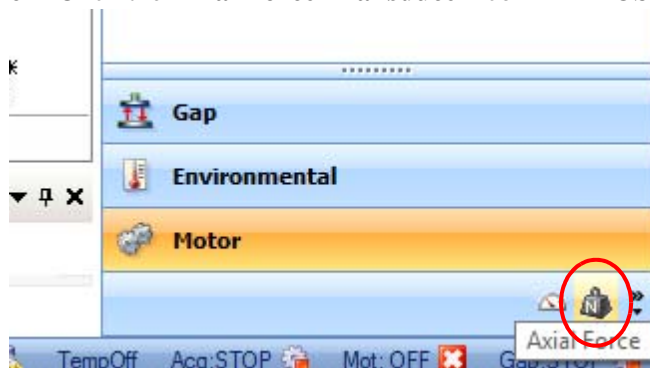 Gap
Environmental
Motor
N
Axial Force
TempOff Acq:STOP Mot: OFF